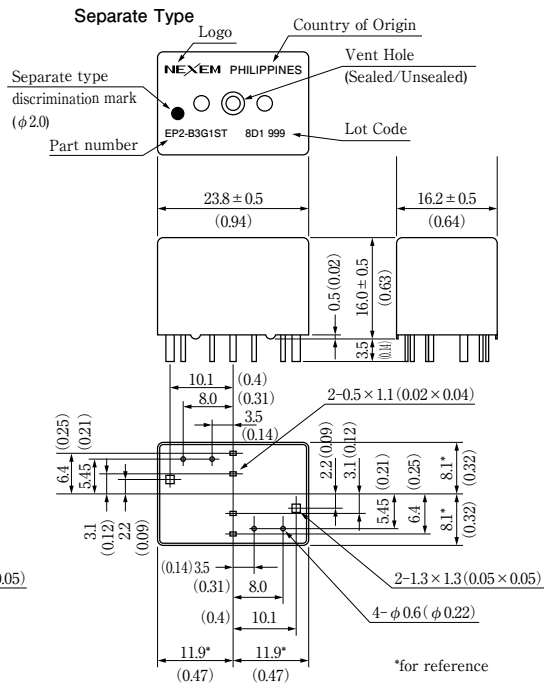 Separate Type
Logo
Country of Origin
Vent Hole
(Sealed/Unsealed)
Separate type
discrimination mark
(φ2.0)
Part number
NEXEM PHILIPPINES
EP2-B3G1ST 8D1 999
Lot Code
23.8 ± 0.5
(0.94)
16.2 ± 0.5
(0.64)
0.5 (0.02)
16.0 ± 0.5
(0.63)
3.5
(0.14)
10.1 (0.4)
8.0 (0.31)
3.5
(0.14)
2-0.5 × 1.1 (0.02 × 0.04)
6.4 (0.25)
5.45 (0.21)
3.1
(0.12)
2.2
(0.09)
2.2 (0.09)
3.1 (0.12)
5.45 (0.21)
6.4 (0.25)
8.1* (0.32)
8.1* (0.32)
(0.14) 3.5
(0.31) 8.0
(0.4) 10.1
2-1.3 × 1.3 (0.05 × 0.05)
4- φ 0.6 ( φ 0.22)
11.9* 11.9*
(0.47) (0.47)
*for reference
0.05)